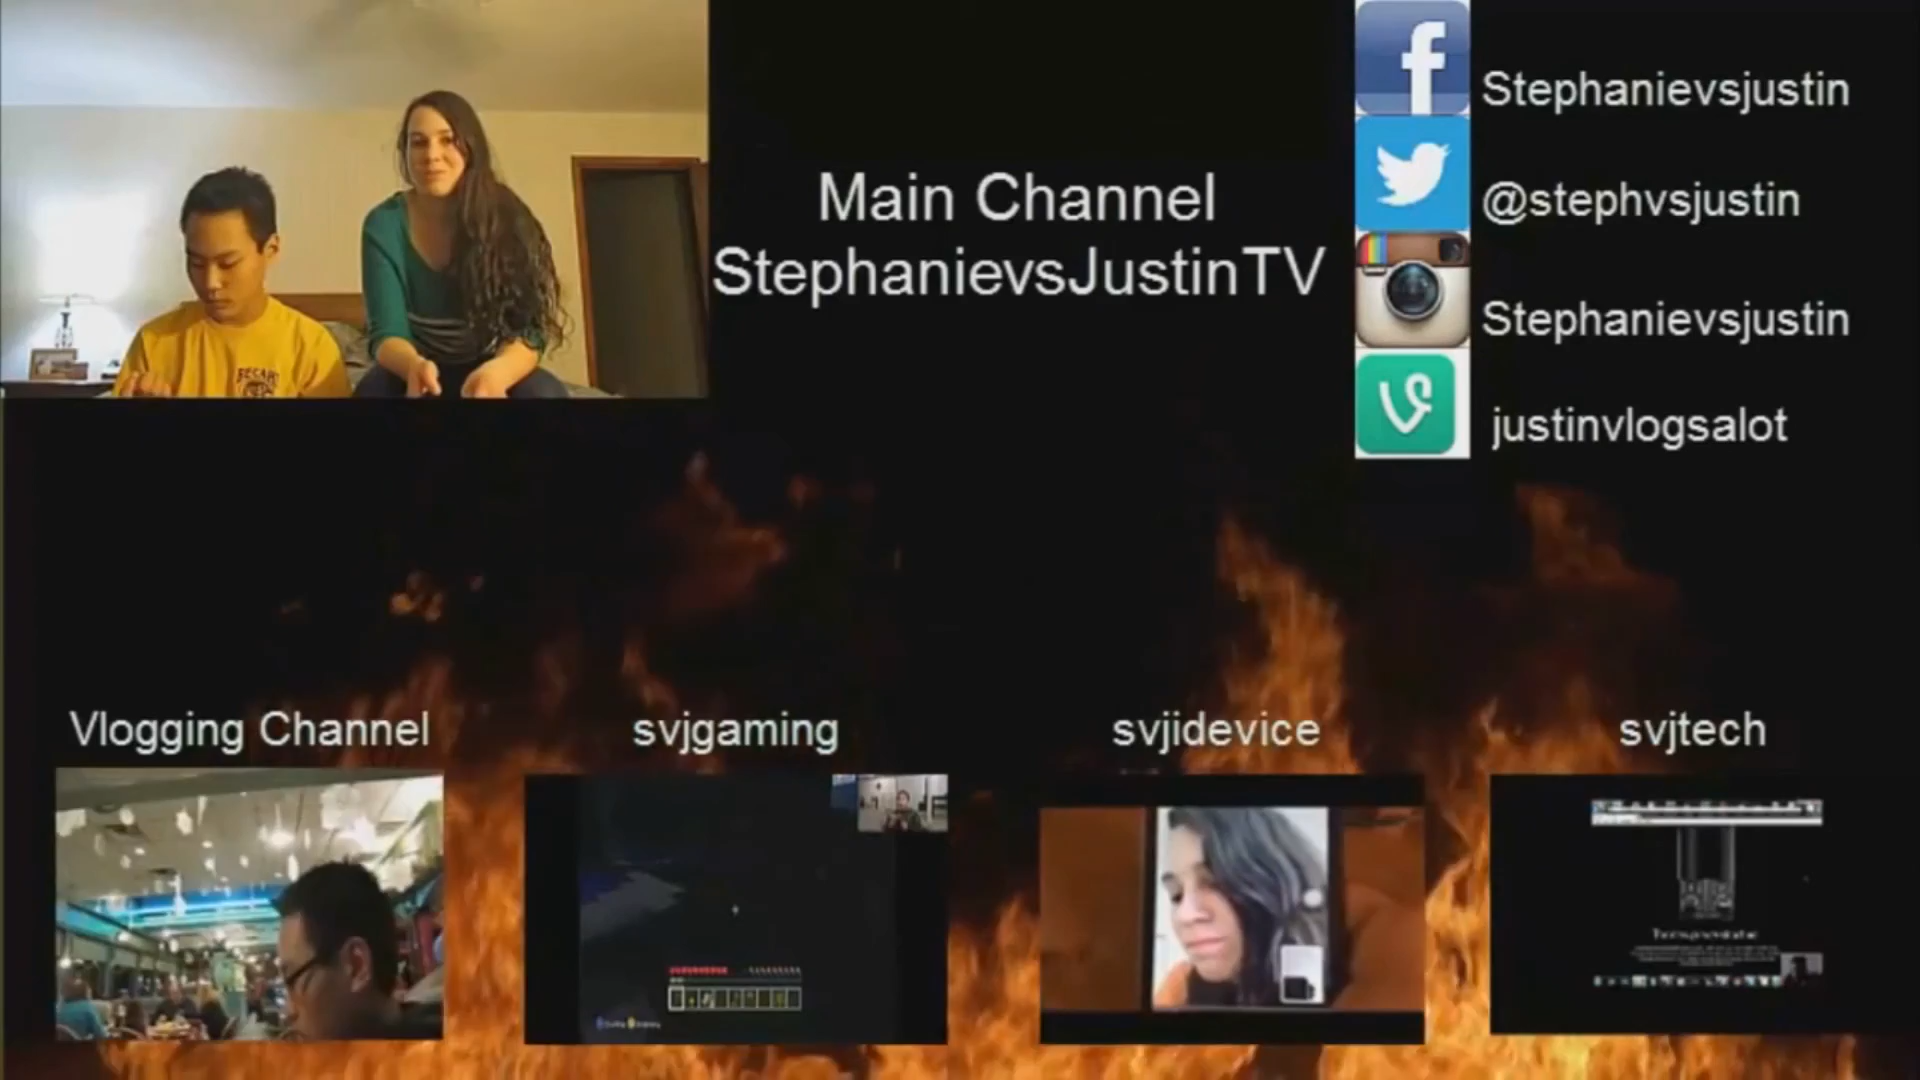 Main Channel
StephanievsJustinTV
Stephanievsjustin
@stephvsjustin
Stephanievsjustin
justinvlogsalot
Vlogging Channel
svjgaming
svjidevice
svjtech